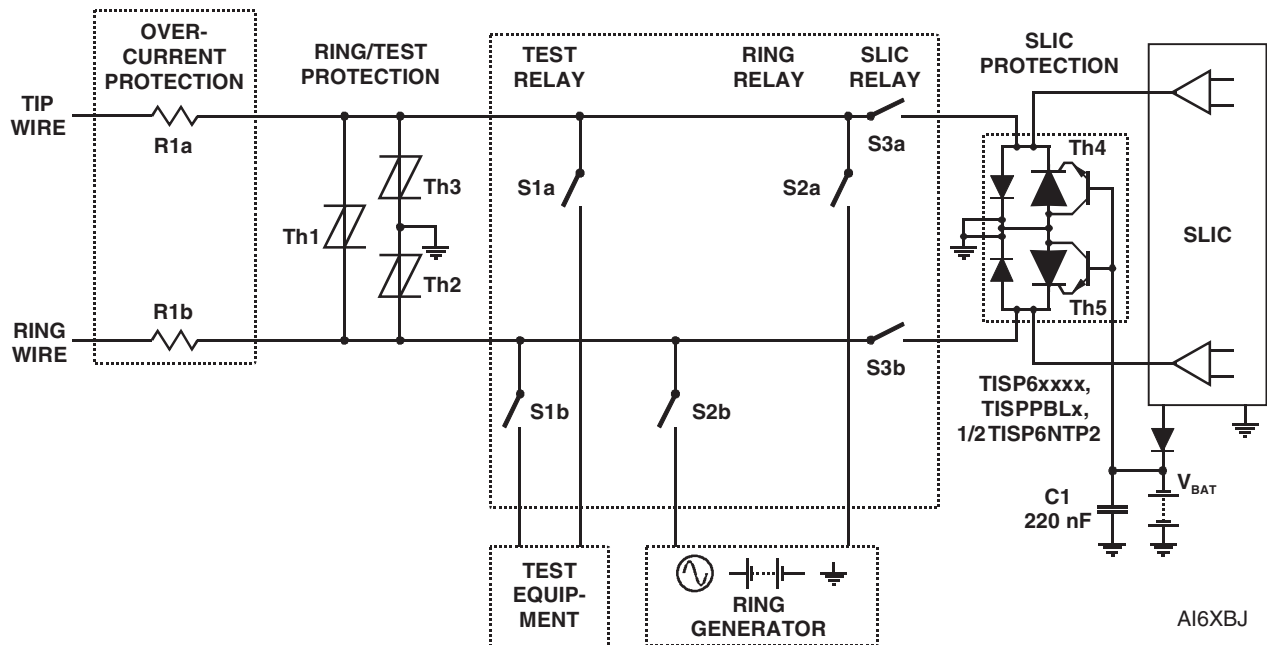 OVER-
CURRENT
PROTECTION
RING/TEST
PROTECTION
TEST
RELAY
RING
RELAY
SLIC
RELAY
SLIC
PROTECTION
TIP
WIRE
R1a
S3a
Th4
Th3
S1a
S2a
Th1
SLIC
Th2
Th5
R1b
RING
WIRE
S3b
S1b
S2b
TISP6xxxx,
TISPPBLx,
1/2 TISP6NTP2
C1
220 nF
VBAT
TEST
EQUIP-
MENT
RING
GENERATOR
AI6XBJ